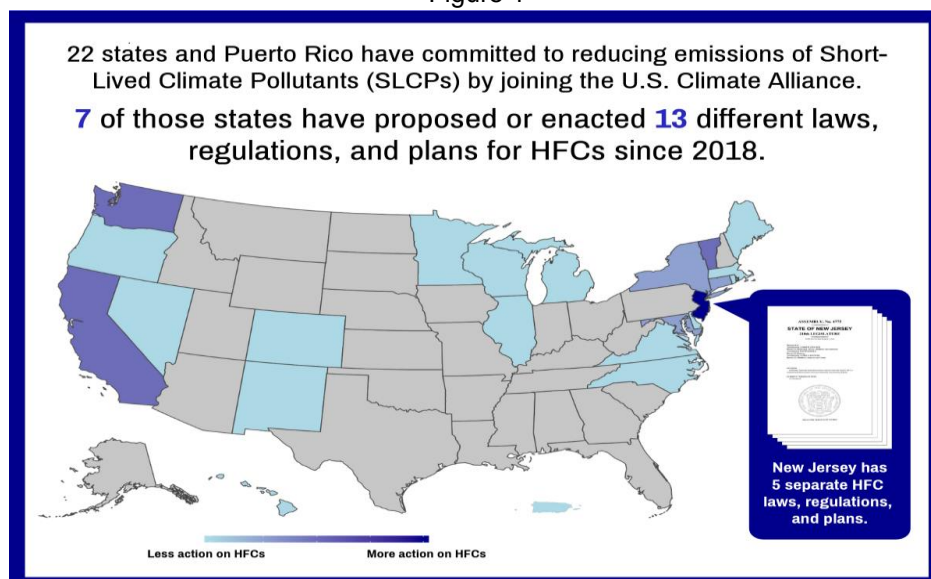 Figure 1
22 states and Puerto Rico have committed to reducing emissions of Short-
Lived Climate Pollutants (SLCPs) by joining the U.S. Climate Alliance.
7 of those states have proposed or enacted 13 different laws,
regulations, and plans for HFCs since 2018.
STATE OF NEW JERSEY
New Jersey has
5 separate HFC
laws, regulations,
and plans.
Less action on HFCs
More action on HFCs